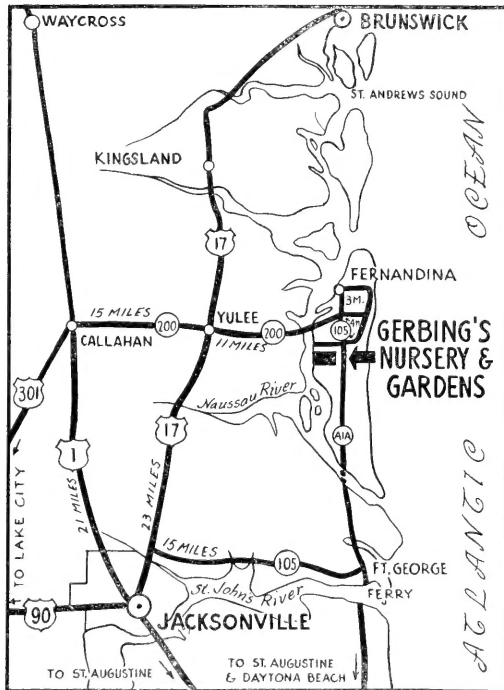 WAYCROSS
BRUNSWICK
ST. ANDREWS SOUND
KINGSLAND
OCEAN
17
FERNANDINA
3M.
15 MILES
200
YULEE
200
11 MILES
CALLAHAN
105
GERBING'S
NURSERY &
GARDENS
301
Naussau River
17
1
A1A
ATLANTIC
TO LAKE CITY
21 MILES
23 MILES
15 MILES
105
FT. GEORGE
FERRY
St. Johns River
90
JACKSONVILLE
TO ST. AUGUSTINE
TO ST. AUGUSTINE
& DAYTONA BEACH